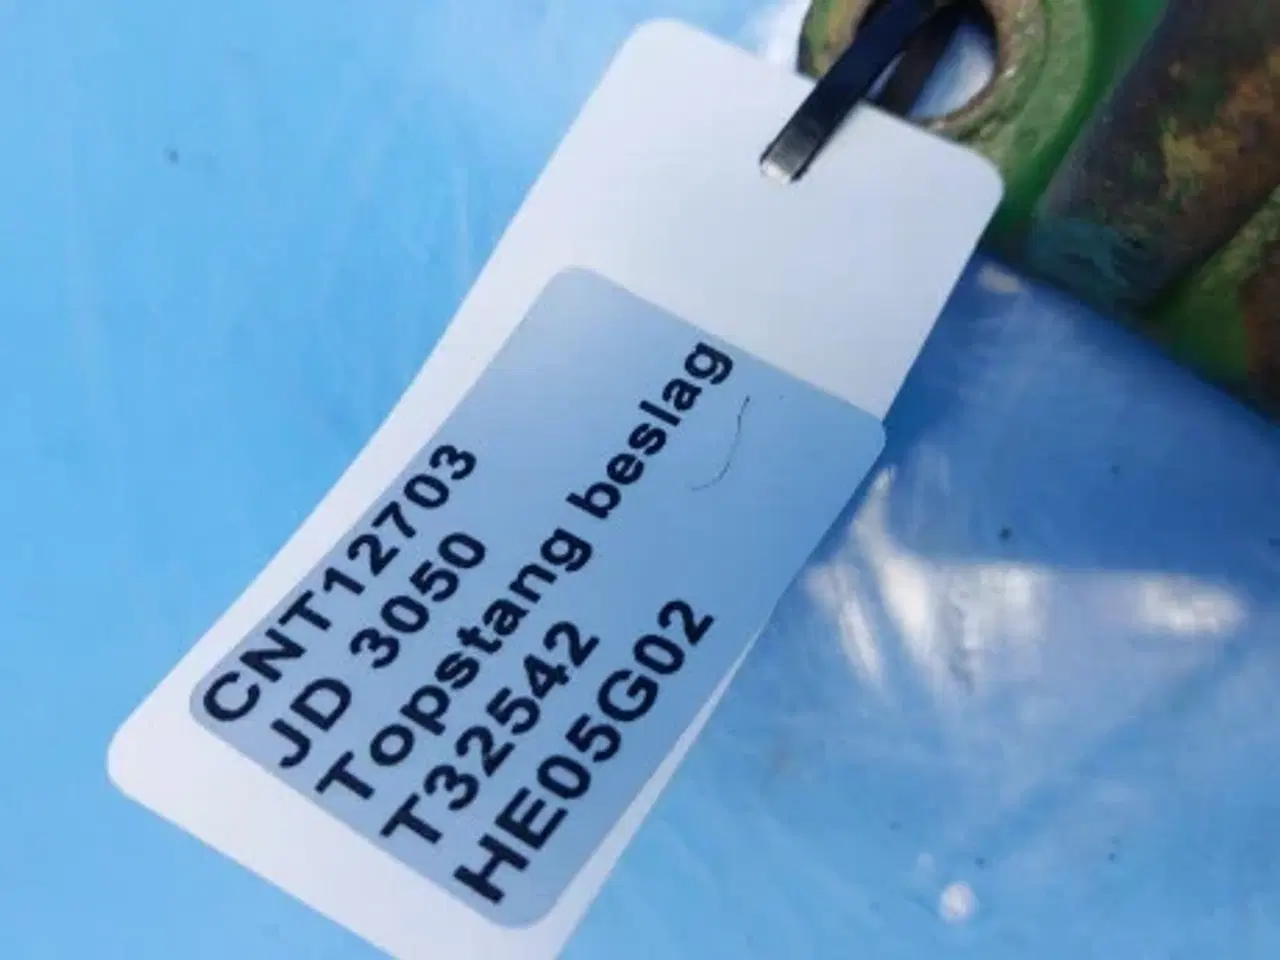 CNT12703
JD 3050
Topstang beslag
T32542
HE05G02